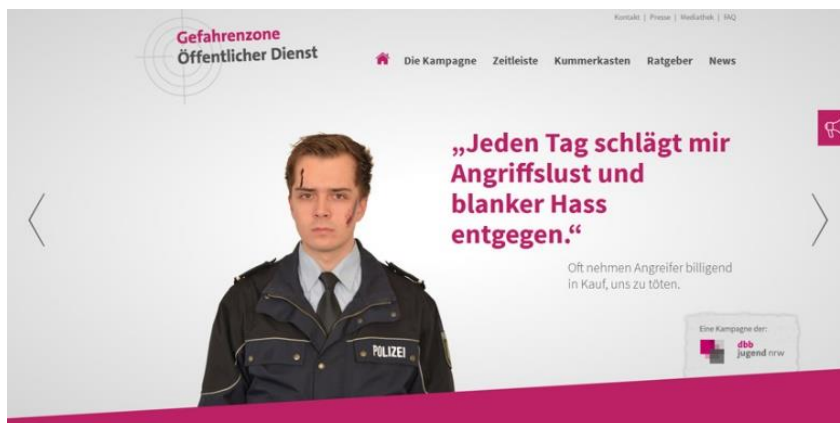 Kontakt | Presse | Mediathek | FAQ
Gefahrenzone
Öffentlicher Dienst
Die Kampagne Zeitleiste Kummerkasten Ratgeber News
„Jeden Tag schlägt mir
Angriffslust und
blanker Hass
entgegen.“
Oft nehmen Angreifer billigend
in Kauf, uns zu töten.
POLIZEI
Eine Kampagne der:
dbb
jugend nrw